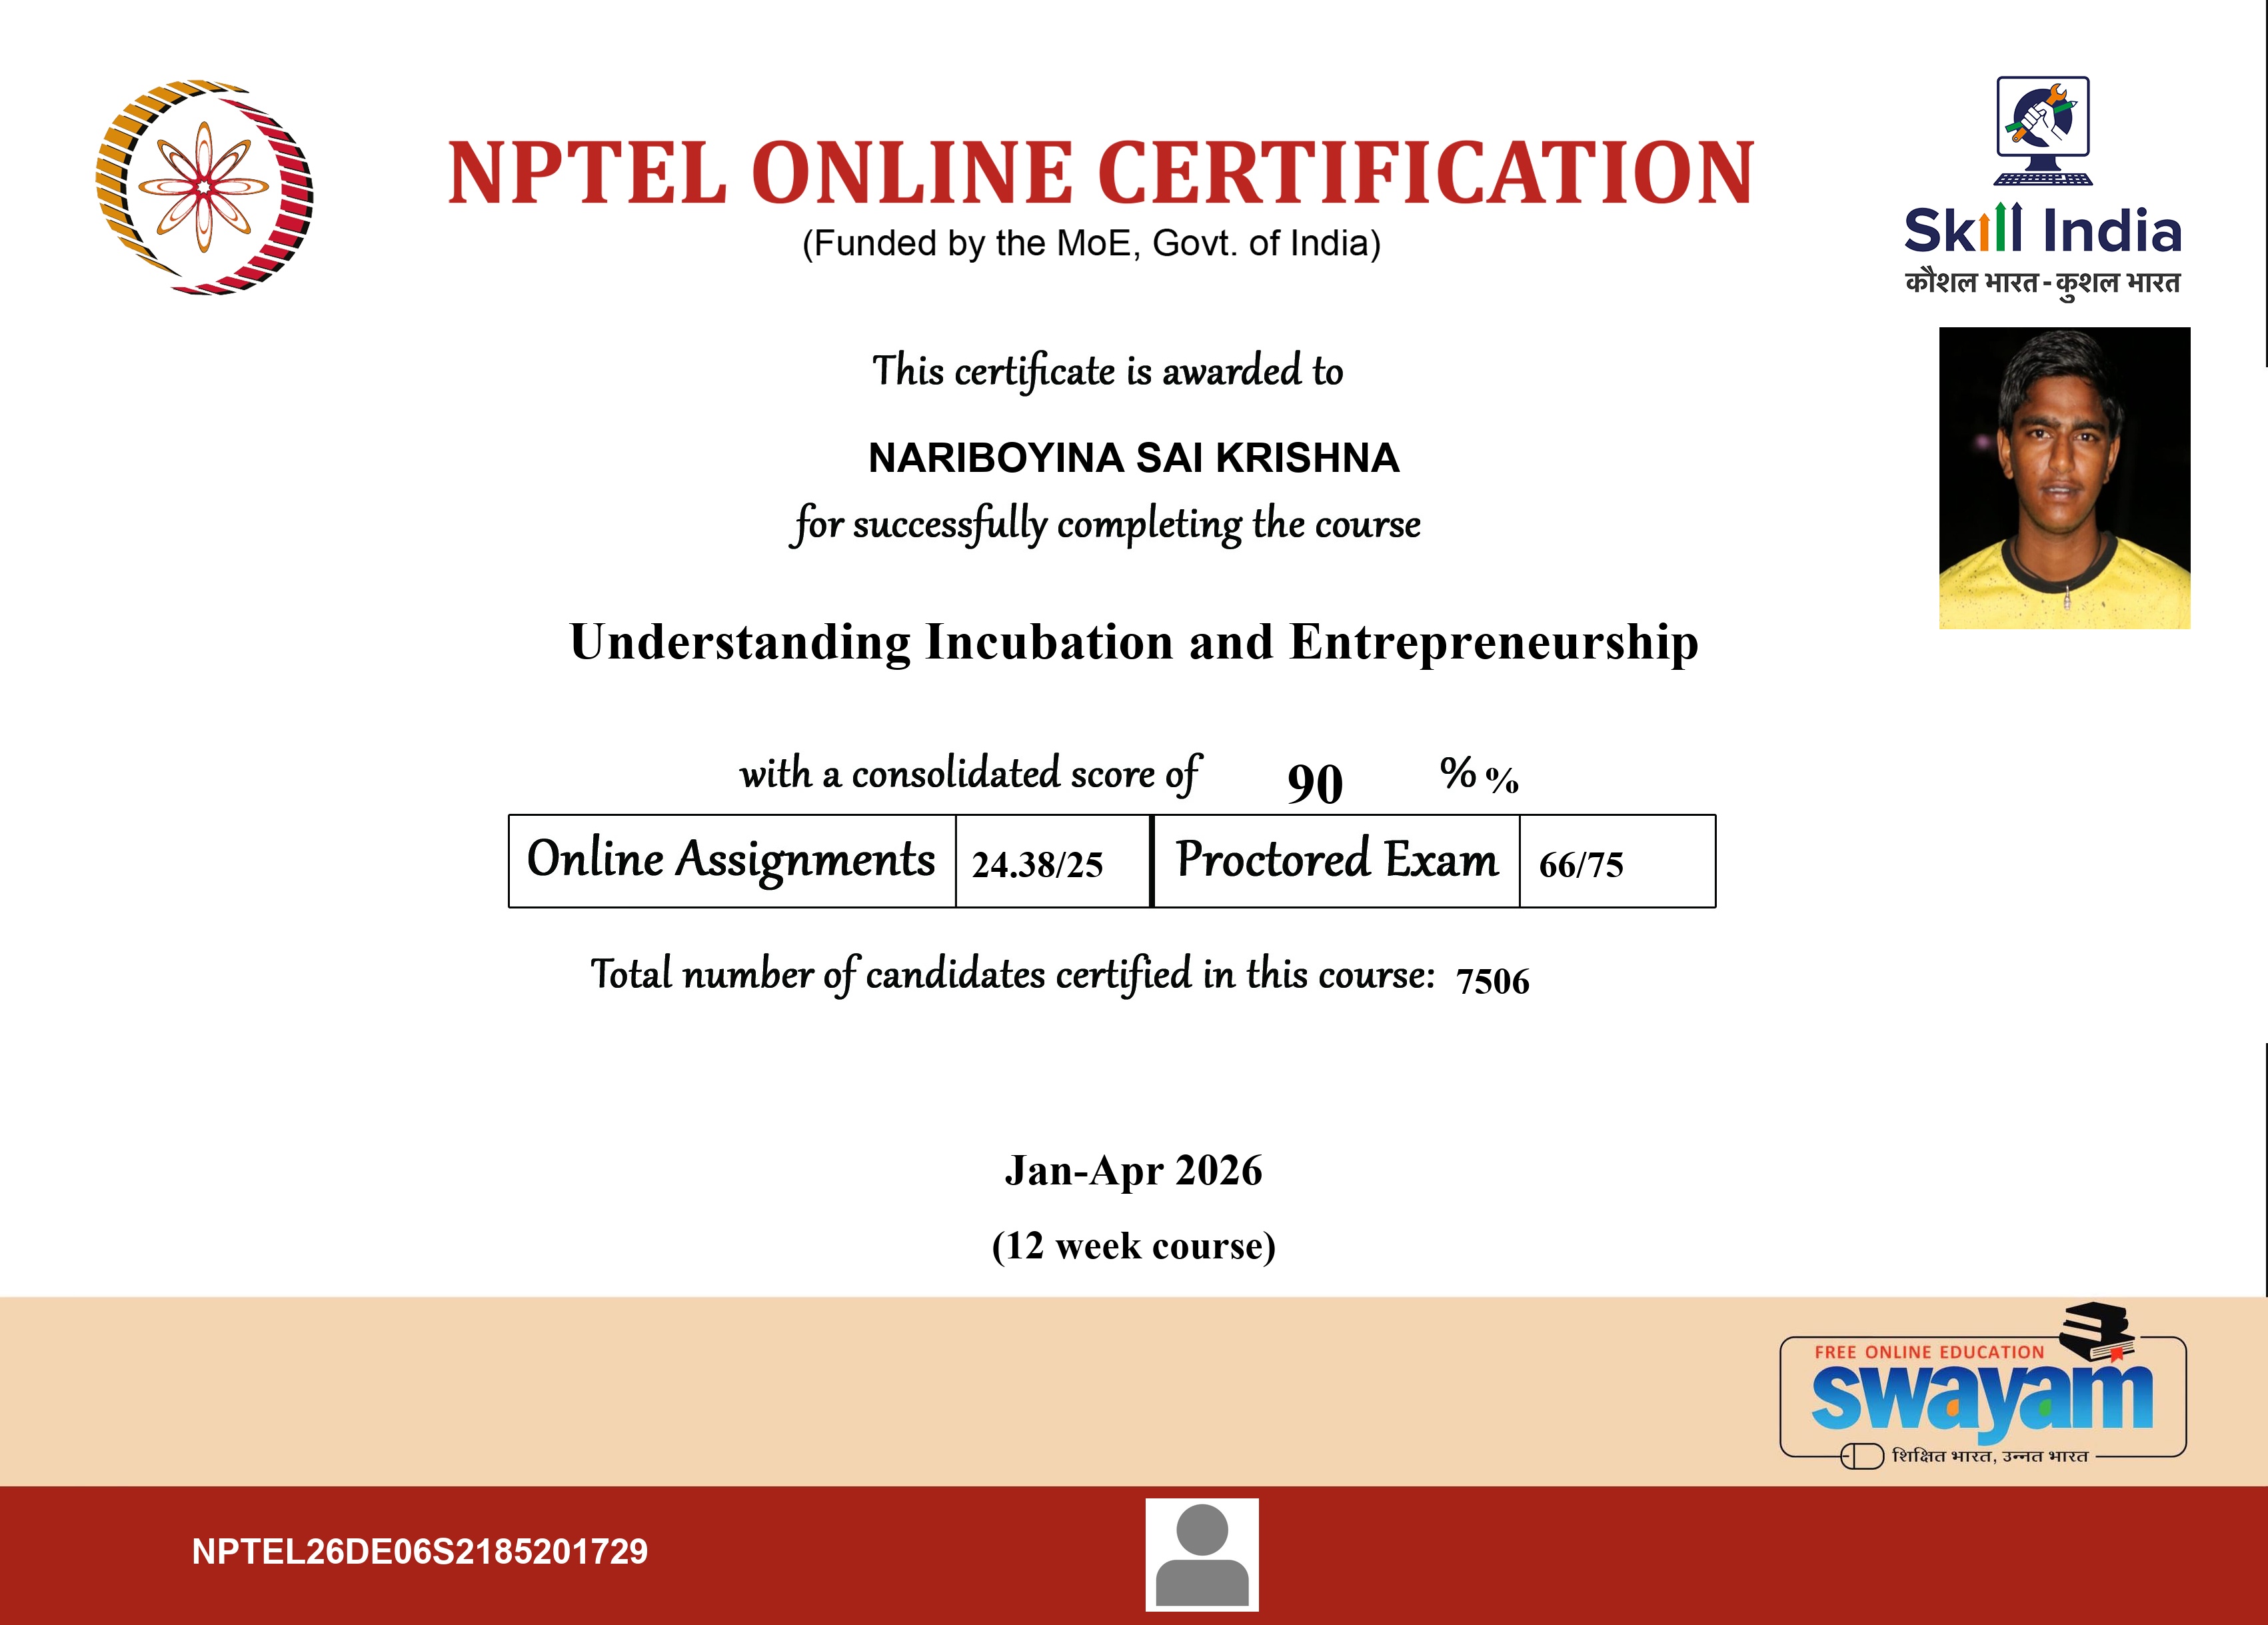 NPTEL ONLINE CERTIFICATION
(Funded by the MoE, Govt. of India)
Skill India
कौशल भारत - कुशल भारत
This certificate is awarded to
NARIBOYINA SAI KRISHNA
for successfully completing the course
Understanding Incubation and Entrepreneurship
with a consolidated score of 90 % %
Online Assignments 24.38/25 Proctored Exam 66/75
Total number of candidates certified in this course: 7506
Jan-Apr 2026
(12 week course)
FREE ONLINE EDUCATION
swayam
शिक्षित भारत, उन्नत भारत
NPTEL26DE06S2185201729